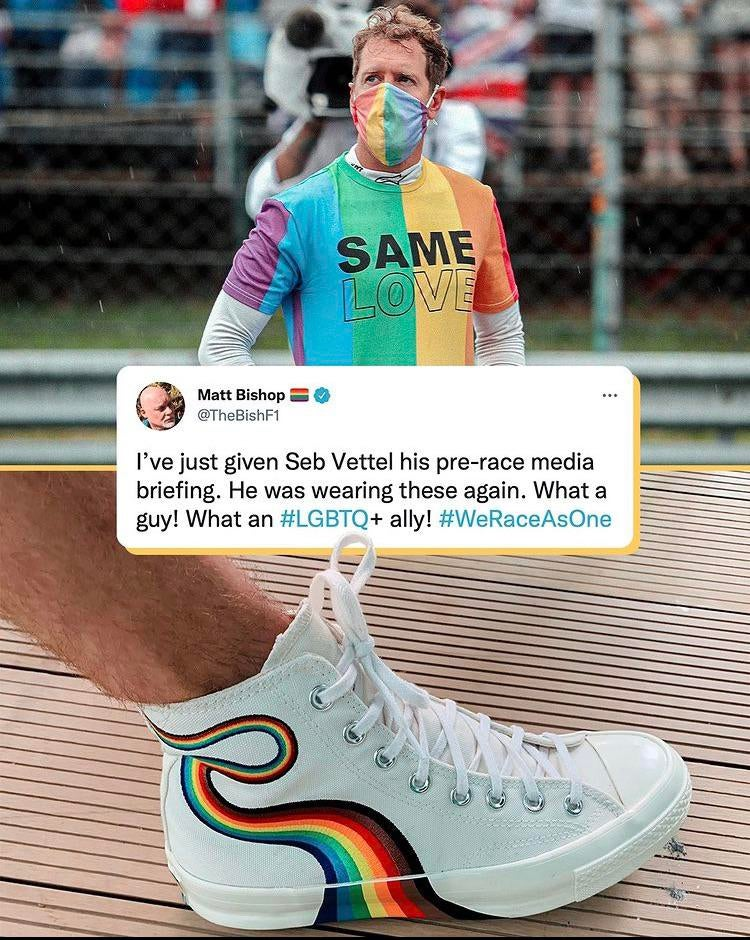 SAME
LOVE
Matt Bishop
@TheBishF1
I’ve just given Seb Vettel his pre-race media
briefing. He was wearing these again. What a
guy! What an #LGBTQ+ ally! #WeRaceAsOne